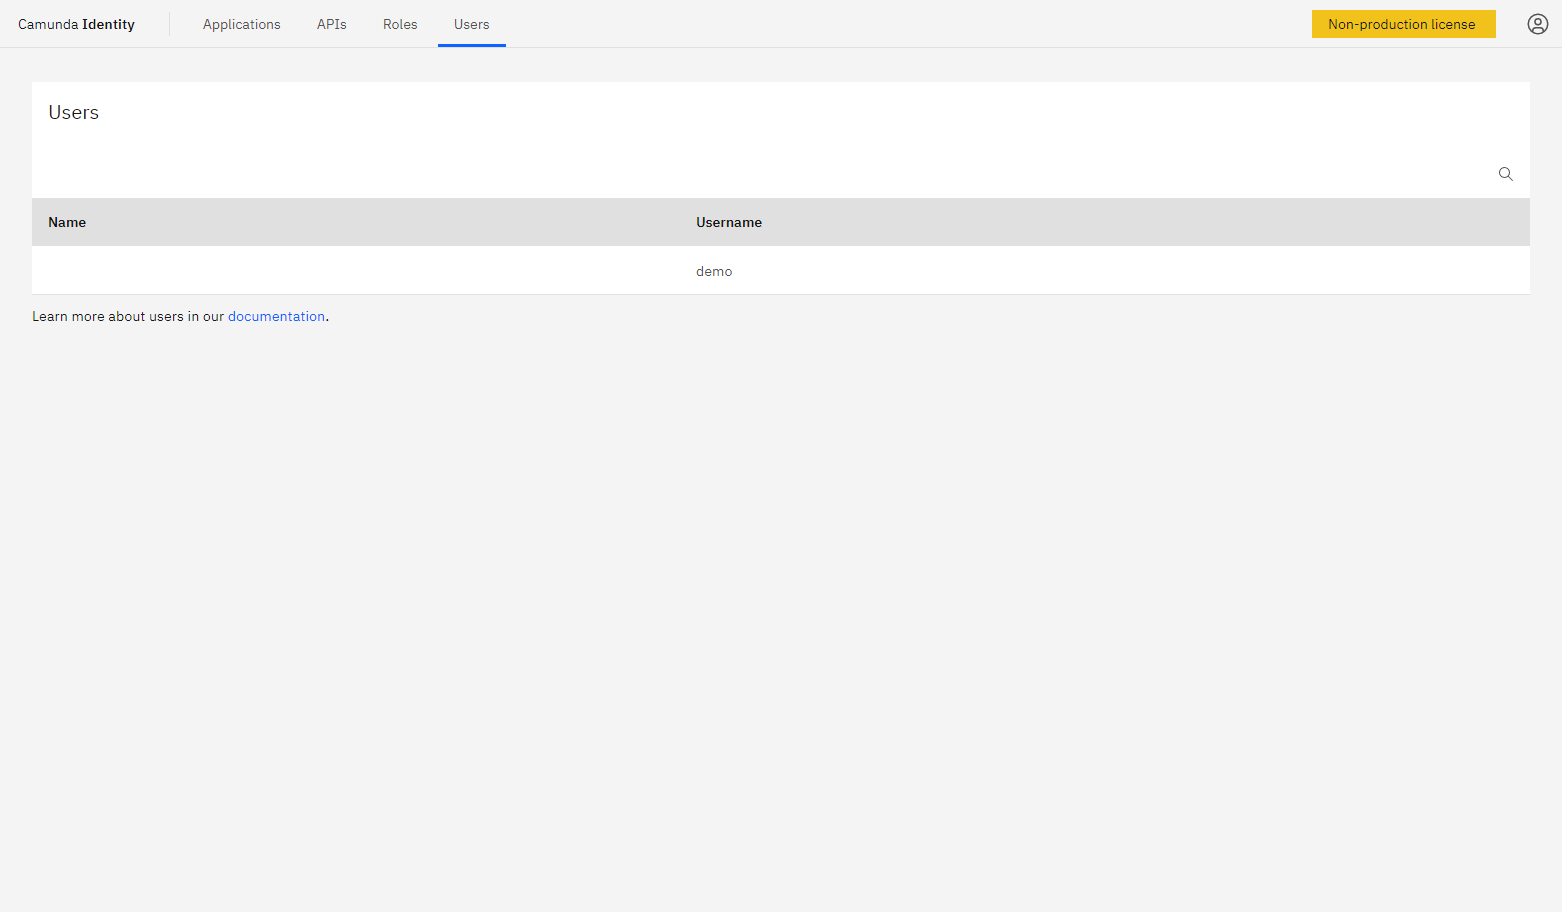 Camunda Identity
Applications
APIs
Roles
Users
Non-production license
Users
Name
Username
demo
Learn more about users in our documentation.